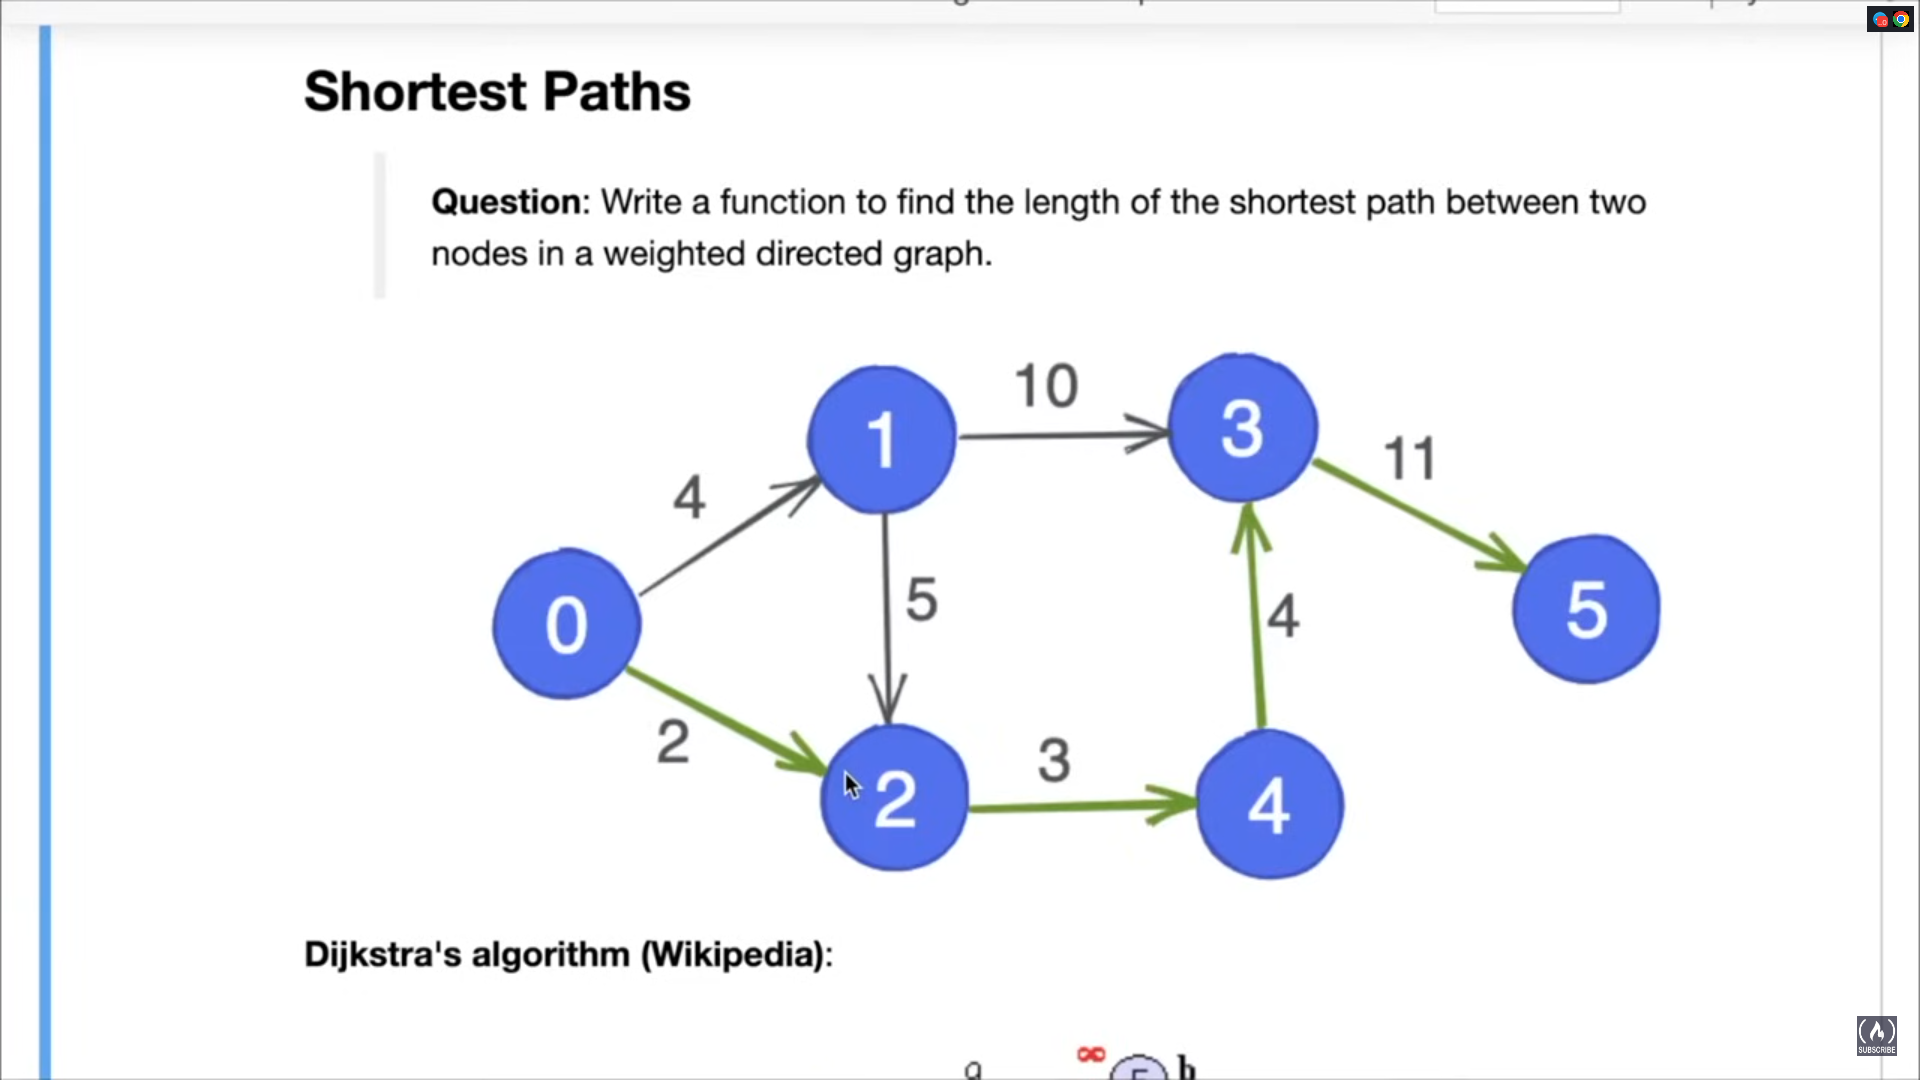 Shortest Paths
Question: Write a function to find the length of the shortest path between two
nodes in a weighted directed graph.
10
1
3
11
4
5
0
4
5
2
3
2
4
Dijkstra's algorithm (Wikipedia):
SUBSCRIBE
∞
b